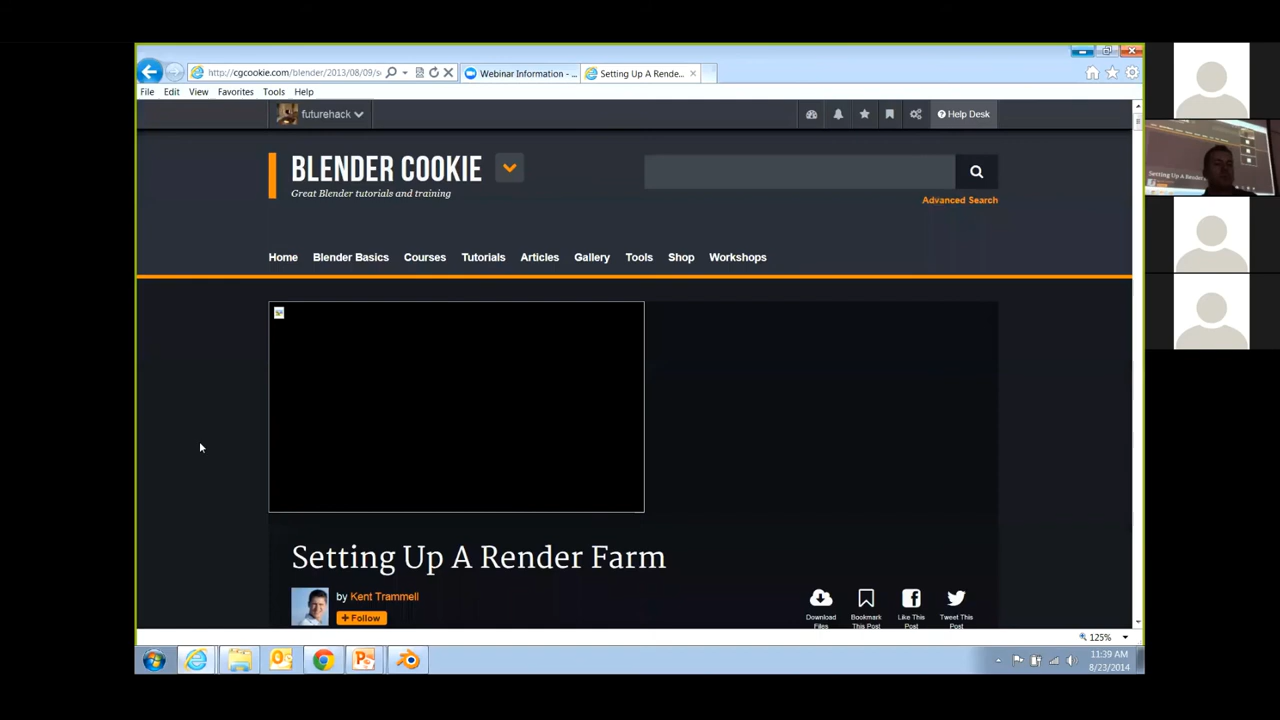 http://cgcookie.com/blender/2013/08/09/s
Webinar Information - ...
Setting Up A Rende...
File Edit View Favorites Tools Help
futurehack
Help Desk
BLENDER COOKIE
Great Blender tutorials and training
Advanced Search
Home Blender Basics Courses Tutorials Articles Gallery Tools Shop Workshops
Setting Up A Render Farm
by Kent Trammell
+ Follow
Download Files
Bookmark This Post
Like This Post
Tweet This Post
125%
11:39 AM
8/23/2014
Setting Up A Render